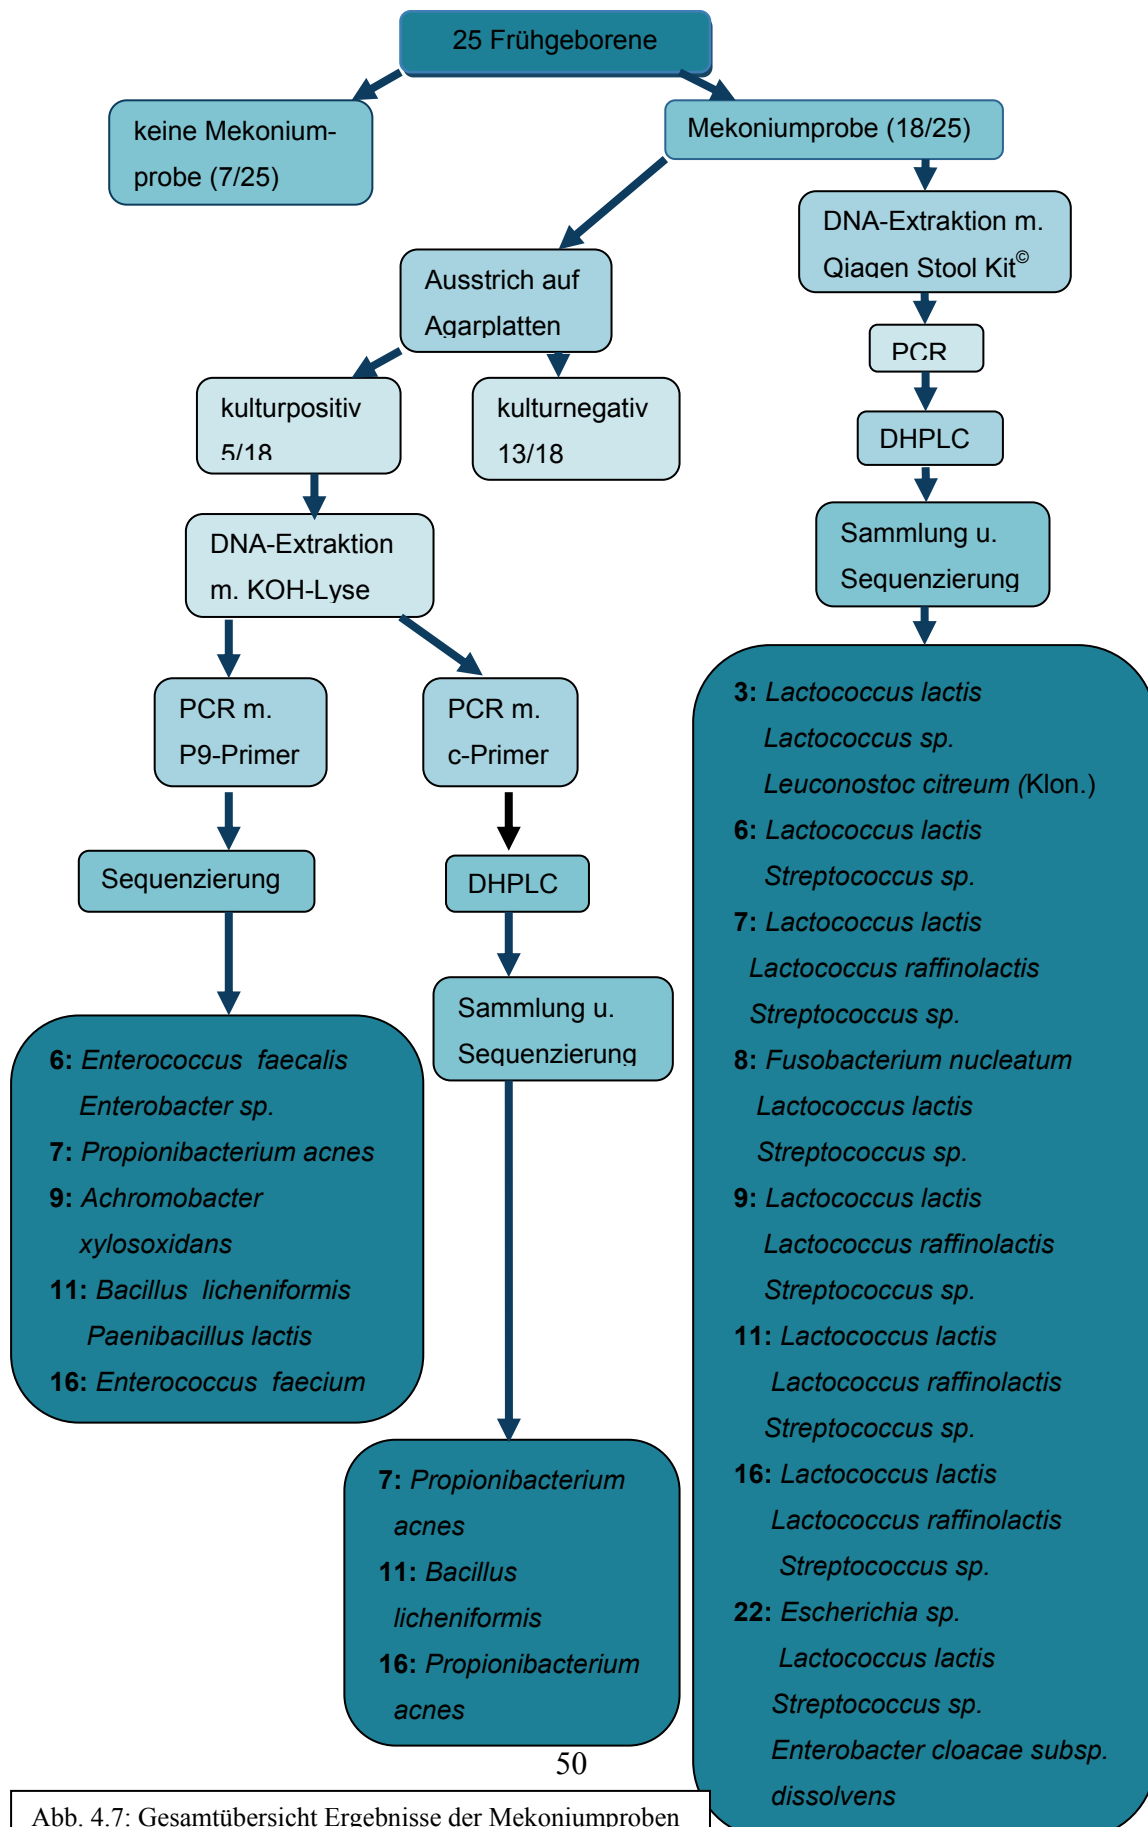 25 Frühgeborene
keine Mekonium-
probe (7/25)
Mekoniumprobe (18/25)
DNA-Extraktion m.
Qiagen Stool Kit©
Ausstrich auf
Agarplatten
PCR
kulturpositiv
5/18
kulturnegativ
13/18
DHPLC
DNA-Extraktion
m. KOH-Lyse
Sammlung u.
Sequenzierung
PCR m.
P9-Primer
PCR m.
c-Primer
Sequenzierung
DHPLC
Sammlung u.
Sequenzierung
6: Enterococcus faecalis
Enterobacter sp.
7: Propionibacterium acnes
9: Achromobacter
xylosoxidans
11: Bacillus licheniformis
Paenibacillus lactis
16: Enterococcus faecium
7: Propionibacterium
acnes
11: Bacillus
licheniformis
16: Propionibacterium
acnes
3: Lactococcus lactis
Lactococcus sp.
Leuconostoc citreum (Klon.)
6: Lactococcus lactis
Streptococcus sp.
7: Lactococcus lactis
Lactococcus raffinolactis
Streptococcus sp.
8: Fusobacterium nucleatum
Lactococcus lactis
Streptococcus sp.
9: Lactococcus lactis
Lactococcus raffinolactis
Streptococcus sp.
11: Lactococcus lactis
Lactococcus raffinolactis
Streptococcus sp.
16: Lactococcus lactis
Lactococcus raffinolactis
Streptococcus sp.
22: Escherichia sp.
Lactococcus lactis
Streptococcus sp.
Enterobacter cloacae subsp.
dissolvens
50
Abb. 4.7: Gesamtübersicht Ergebnisse der Mekoniumproben